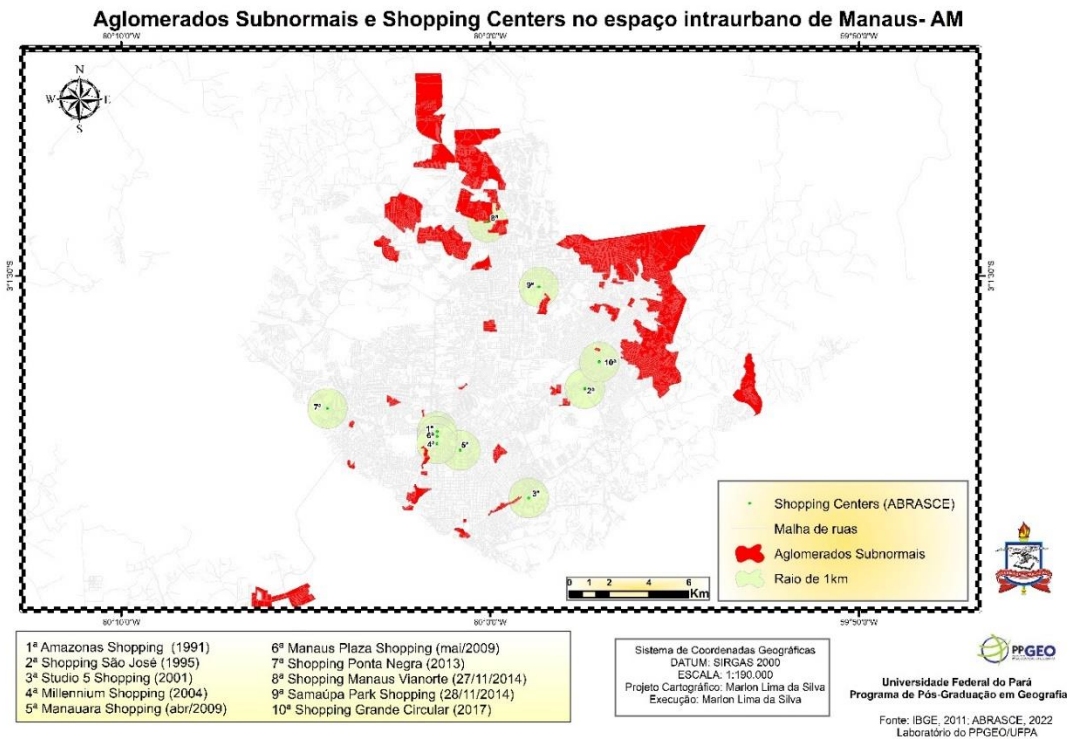 Aglomerados Subnormais e Shopping Centers no espaço intraurbano de Manaus- AM
60°10'0"W
60°3'0"W
59°50'0"W
N
W E
S
3°1'30"S
3°1'30"S
8ª
9ª
10ª
2ª
7ª
1ª
6ª
4ª
5ª
3ª
Shopping Centers (ABRASCE)
Malha de ruas
Aglomerados Subnormais
Raio de 1km
0 1 2 4 6
Km
60°10'0"W
60°3'0"W
59°50'0"W
1ª Amazonas Shopping (1991)
2ª Shopping São José (1995)
3ª Studio 5 Shopping (2001)
4ª Millennium Shopping (2004)
5ª Manauara Shopping (abr/2009)
6ª Manaus Plaza Shopping (mai/2009)
7ª Shopping Ponta Negra (2013)
8ª Shopping Manaus Vianorte (27/11/2014)
9ª Samaúpa Park Shopping (28/11/2014)
10ª Shopping Grande Circular (2017)
Sistema de Coordenadas Geográficas
DATUM: SIRGAS 2000
ESCALA: 1:190.000
Projeto Cartográfico: Marlon Lima da Silva
Execução: Marlon Lima da Silva
PPGEO
Universidade Federal do Pará
Programa de Pós-Graduação em Geografia
Fonte: IBGE, 2011; ABRASCE, 2022
Laboratório do PPGEO/UFPA